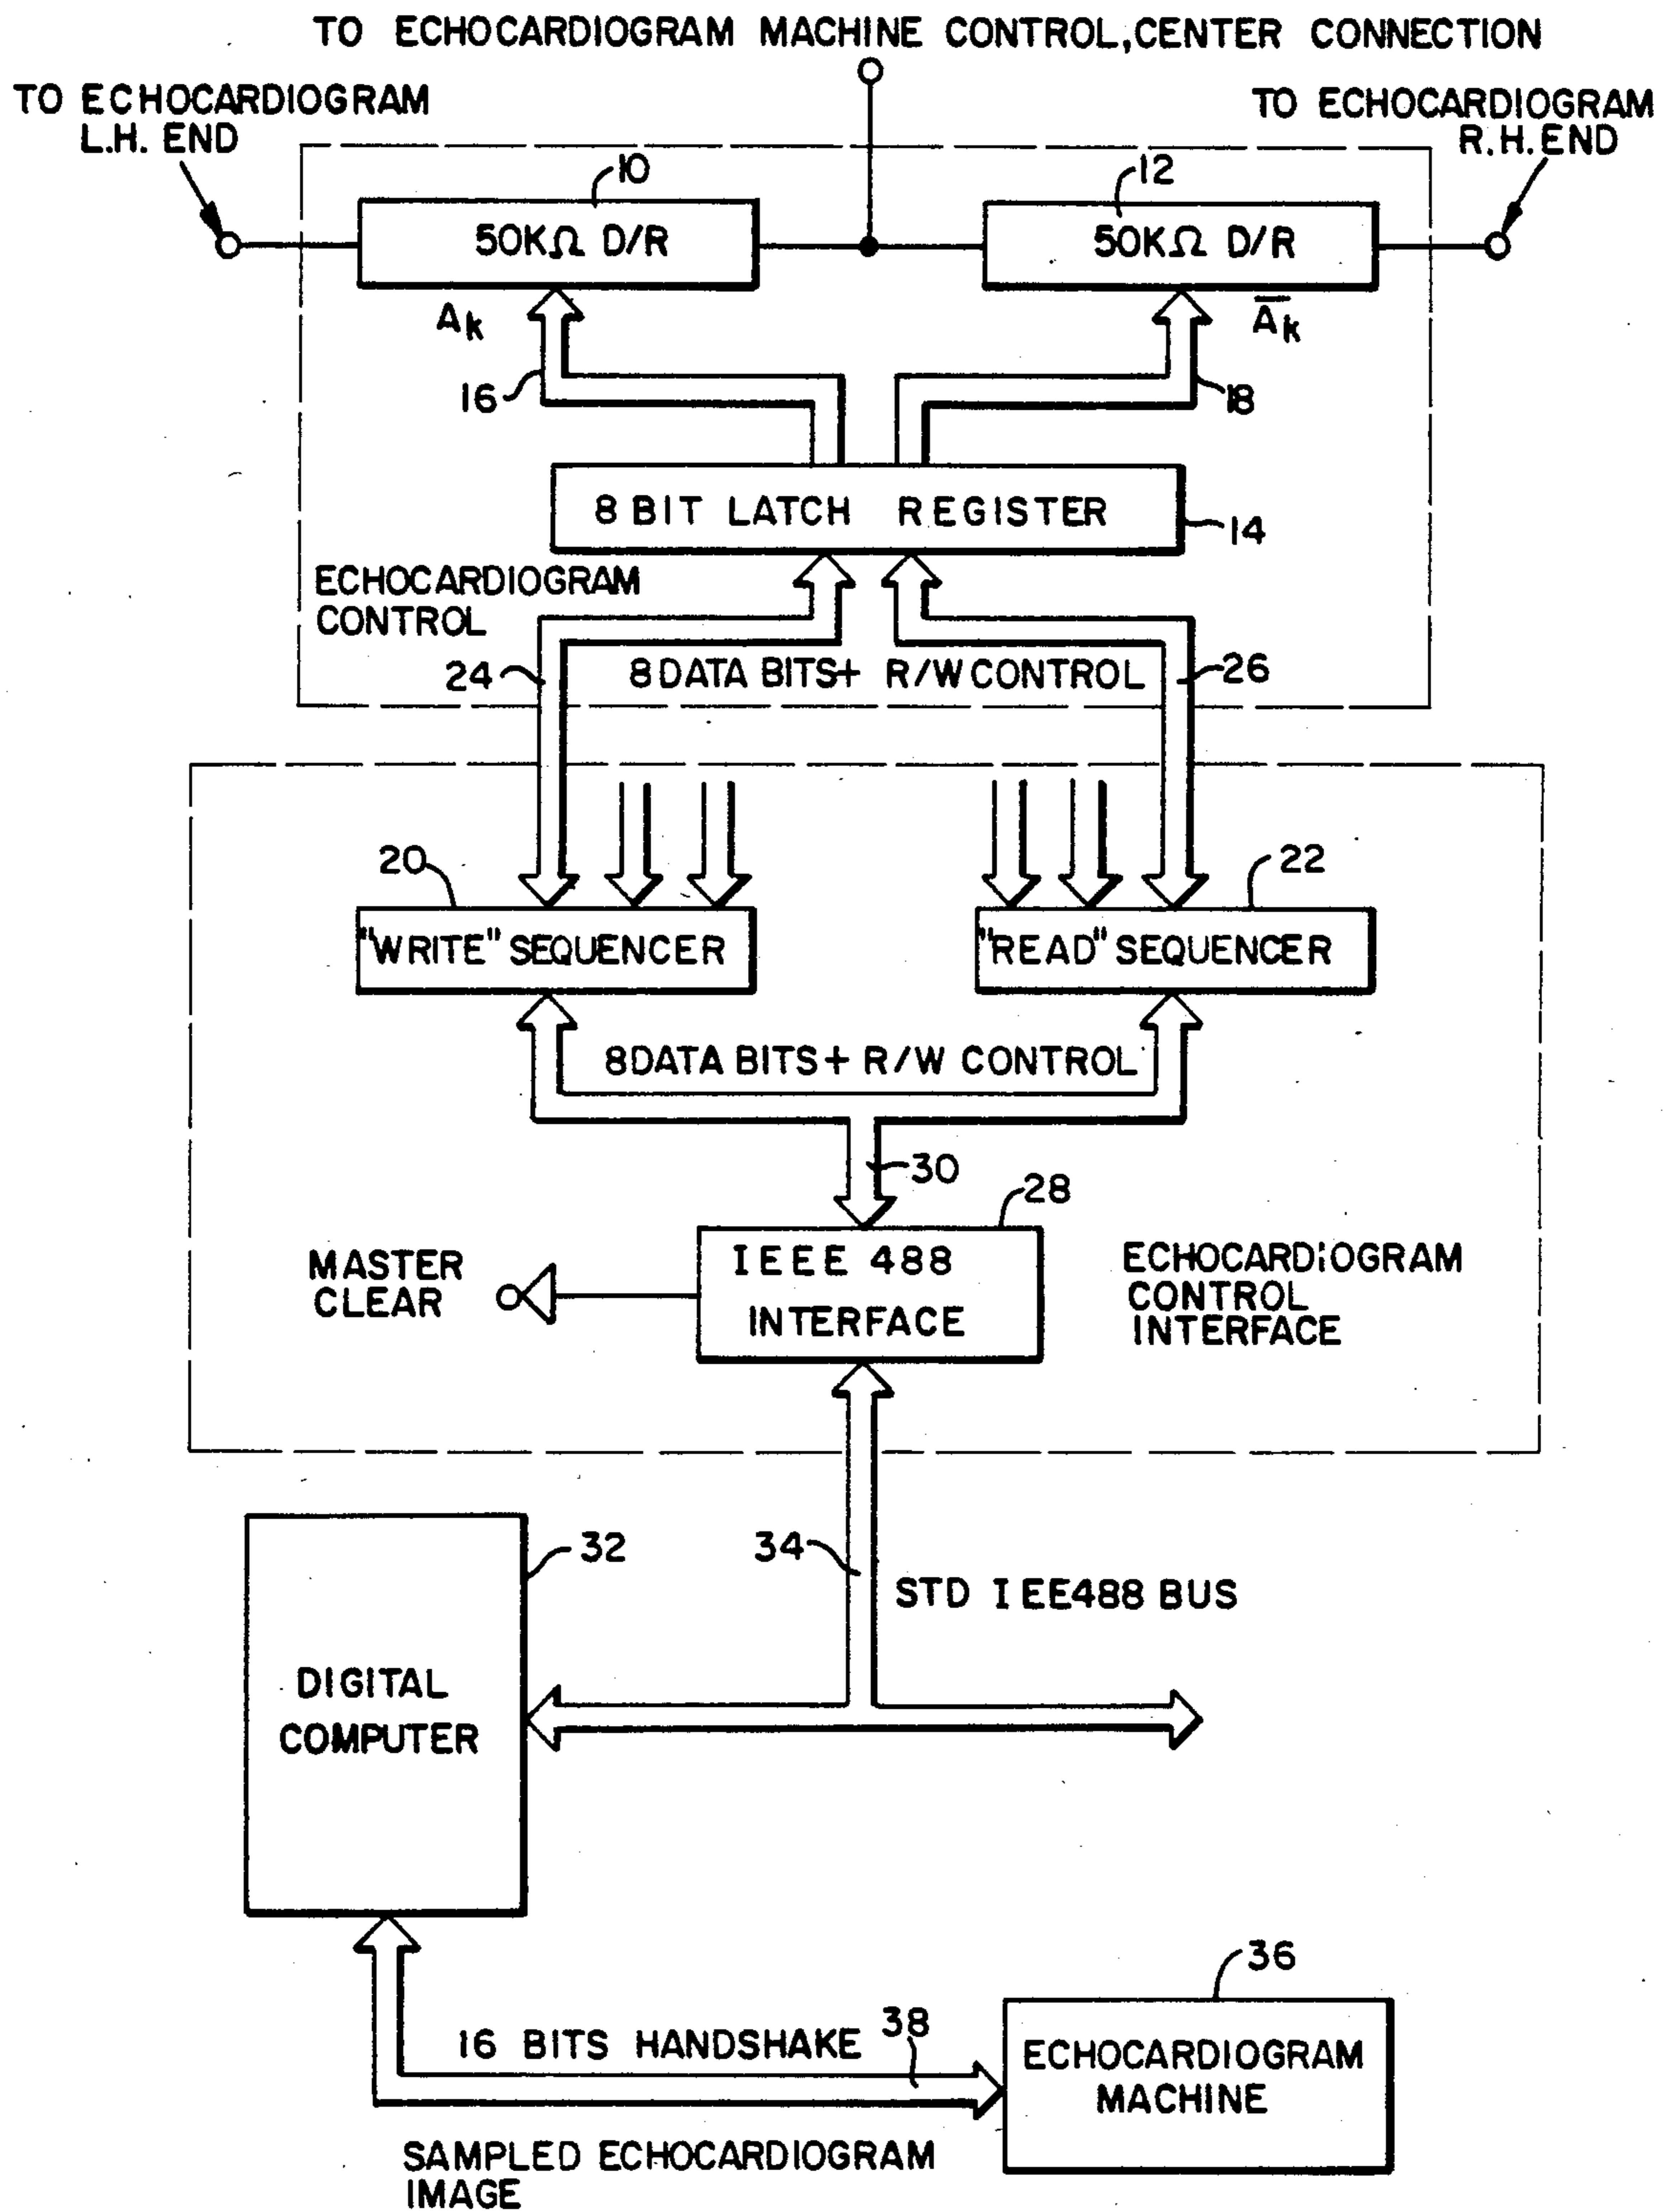 TO ECHOCARDIOGRAM MACHINE CONTROL, CENTER CONNECTION
TO ECHOCARDIOGRAM
L.H. END
TO ECHOCARDIOGRAM
R.H. END
10
12
50KΩ D/R
50KΩ D/R
Ak
A̅k
16
18
8 BIT LATCH REGISTER
14
ECHOCARDIOGRAM
CONTROL
24
8 DATA BITS + R/W CONTROL
26
20
22
"WRITE" SEQUENCER
"READ" SEQUENCER
8 DATA BITS + R/W CONTROL
30
28
MASTER
CLEAR
IEEE 488
INTERFACE
ECHOCARDIOGRAM
CONTROL
INTERFACE
32
34
STD IEE488 BUS
DIGITAL
COMPUTER
36
16 BITS HANDSHAKE
38
ECHOCARDIOGRAM
MACHINE
SAMPLED ECHOCARDIOGRAM
IMAGE